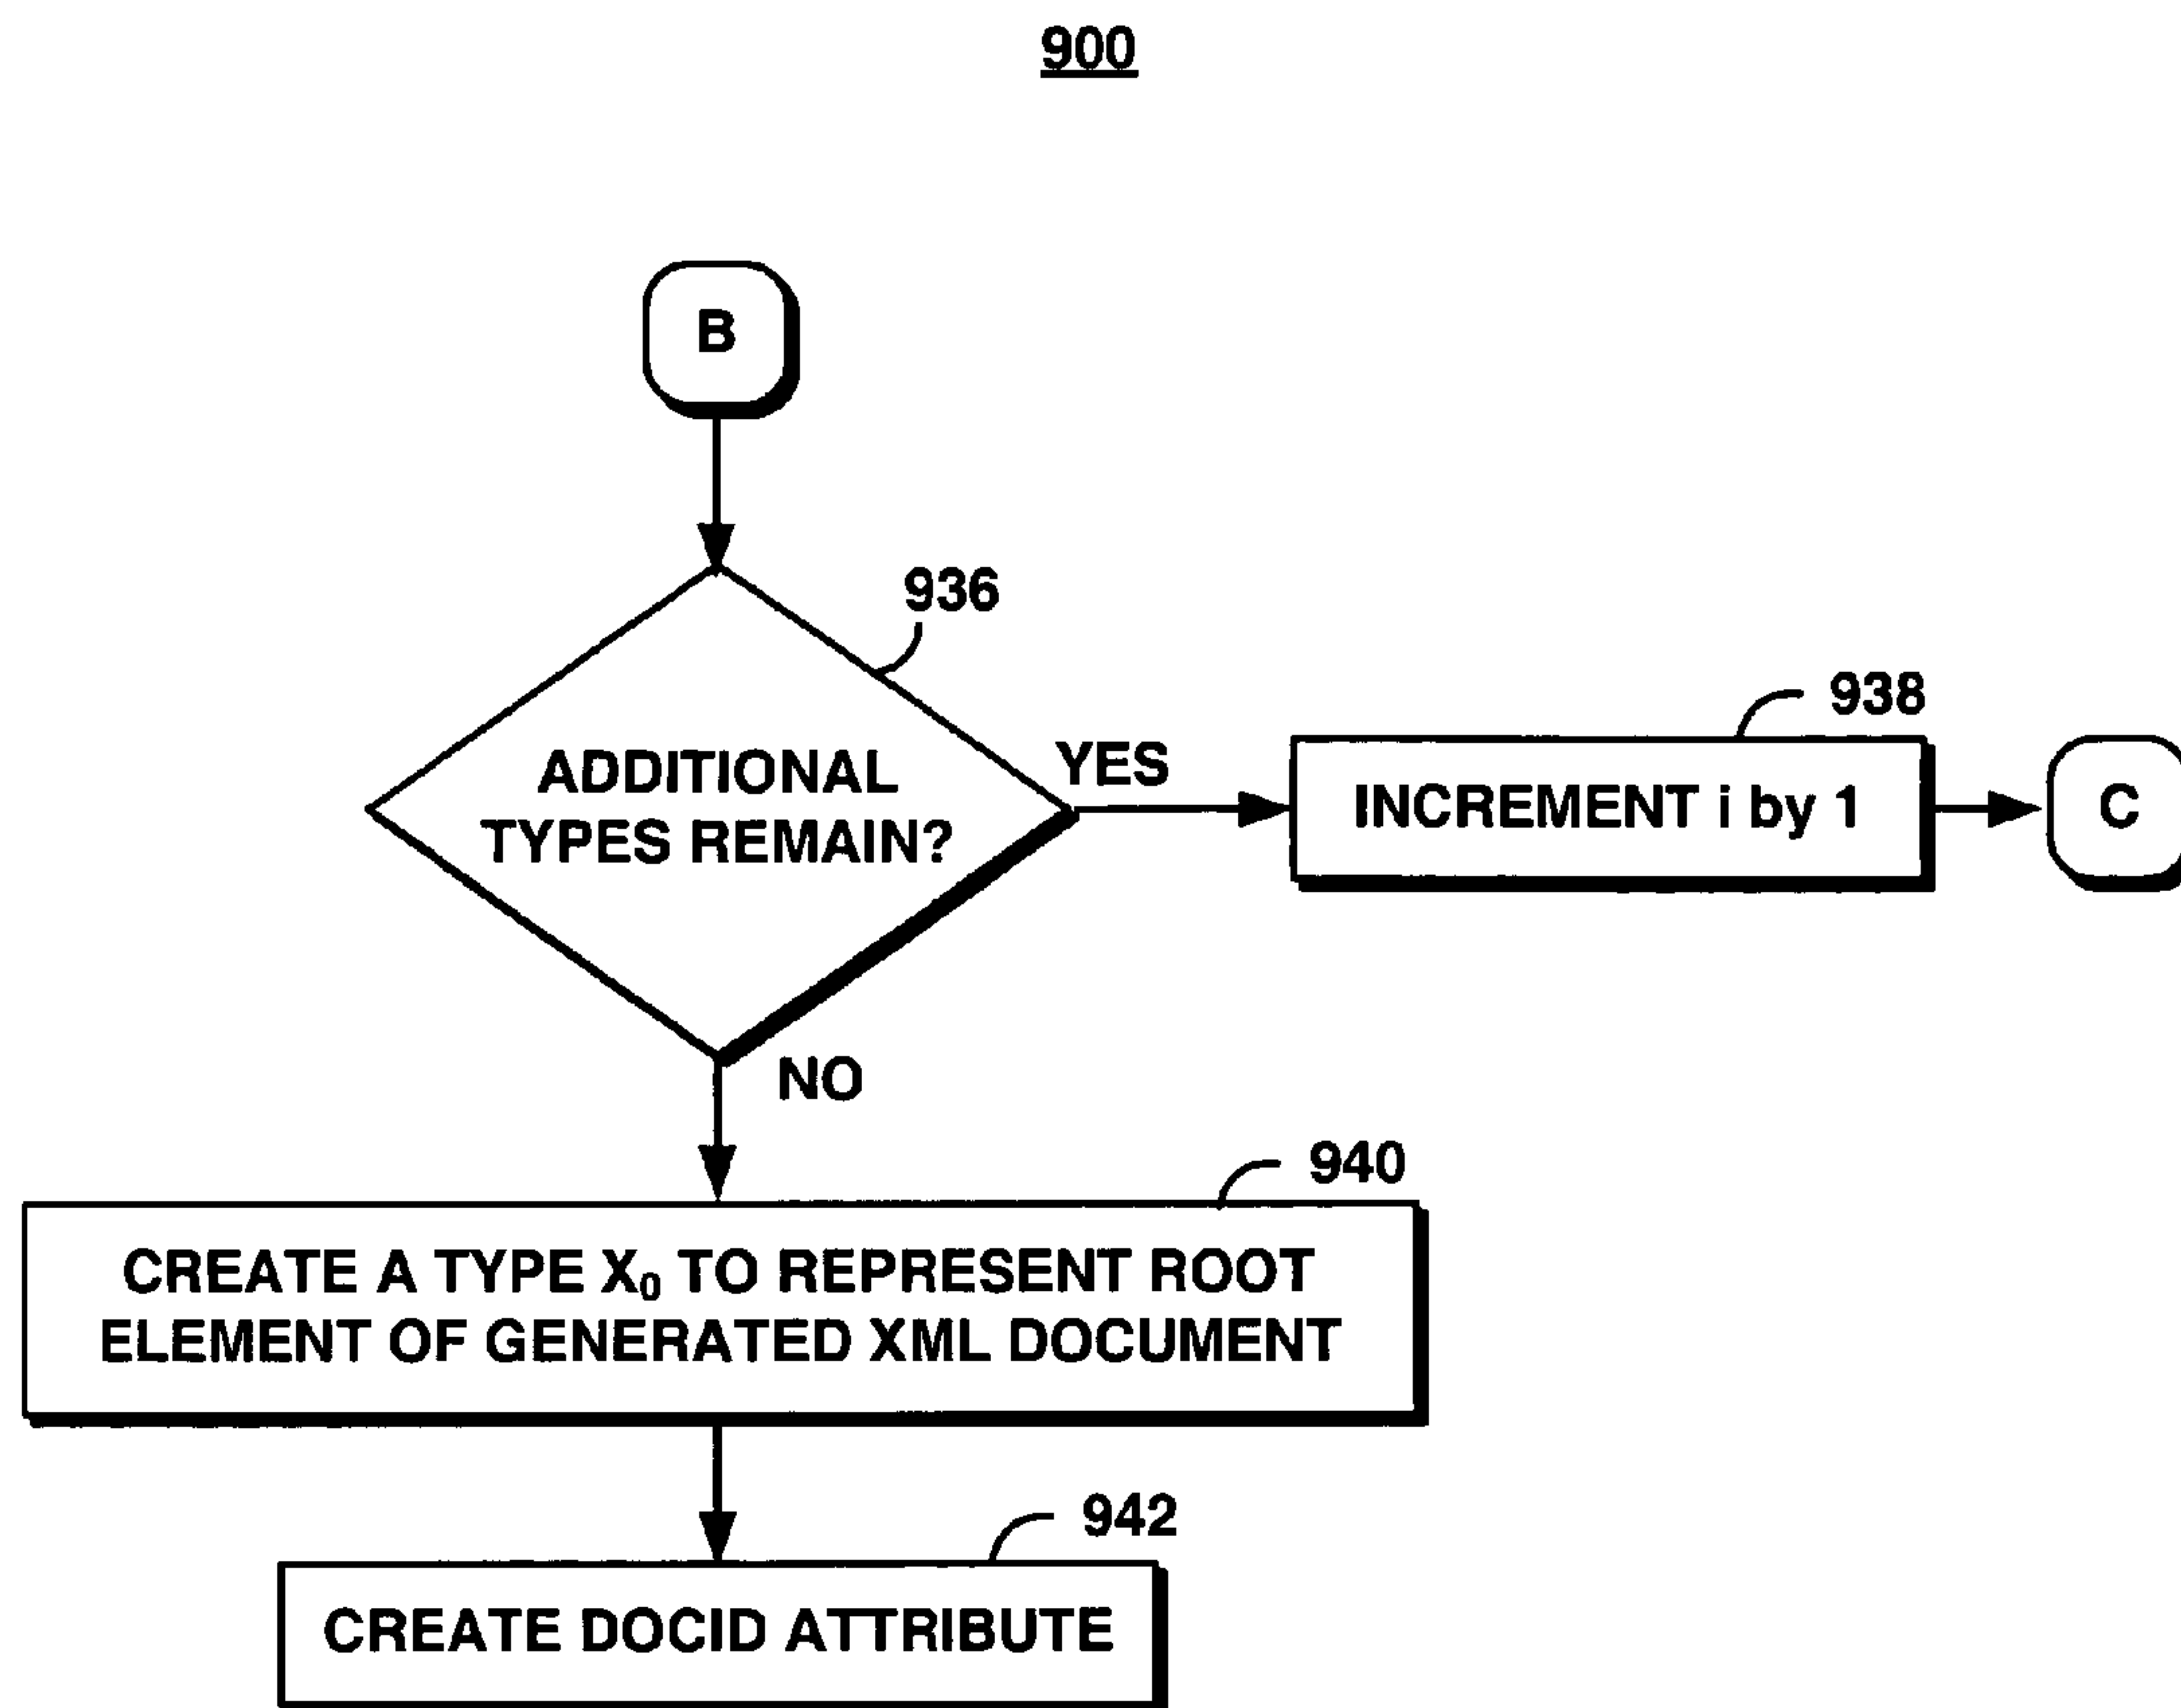 900
B
936
ADDITIONAL
TYPES REMAIN?
YES
938
INCREMENT i by 1
C
NO
940
CREATE A TYPE X₀ TO REPRESENT ROOT
ELEMENT OF GENERATED XML DOCUMENT
942
CREATE DOCID ATTRIBUTE